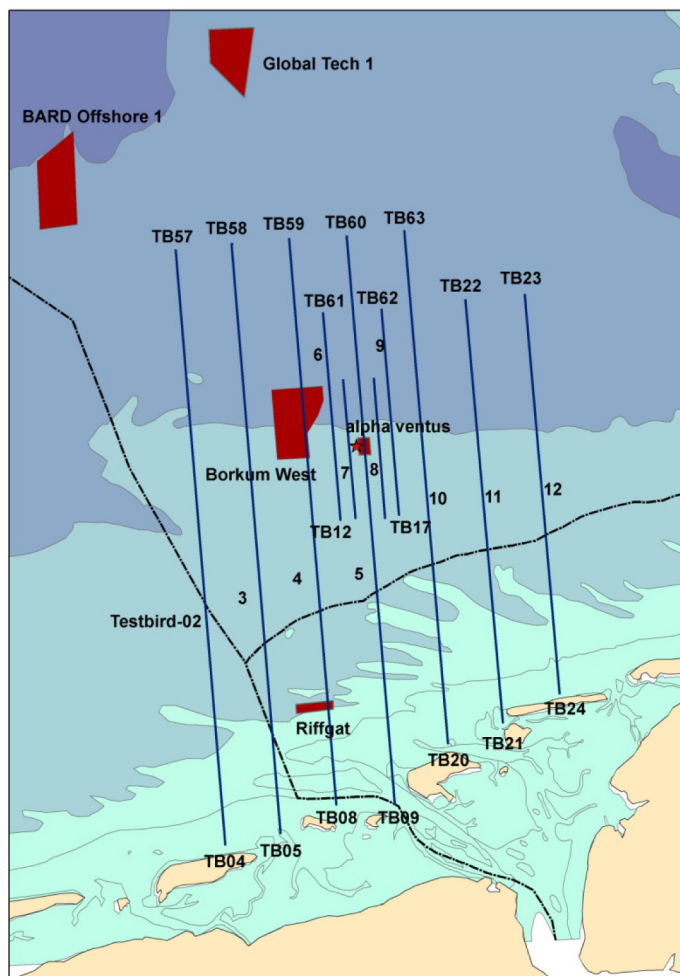 Global Tech 1
BARD Offshore 1
TB57
TB58
TB59
TB60
TB63
TB61
TB62
TB22
TB23
6
9
alpha ventus
Borkum West
7
8
10
11
12
TB12
TB17
3
4
5
Testbird-02
Riffgat
TB24
TB20
TB21
TB04
TB05
TB08
TB09